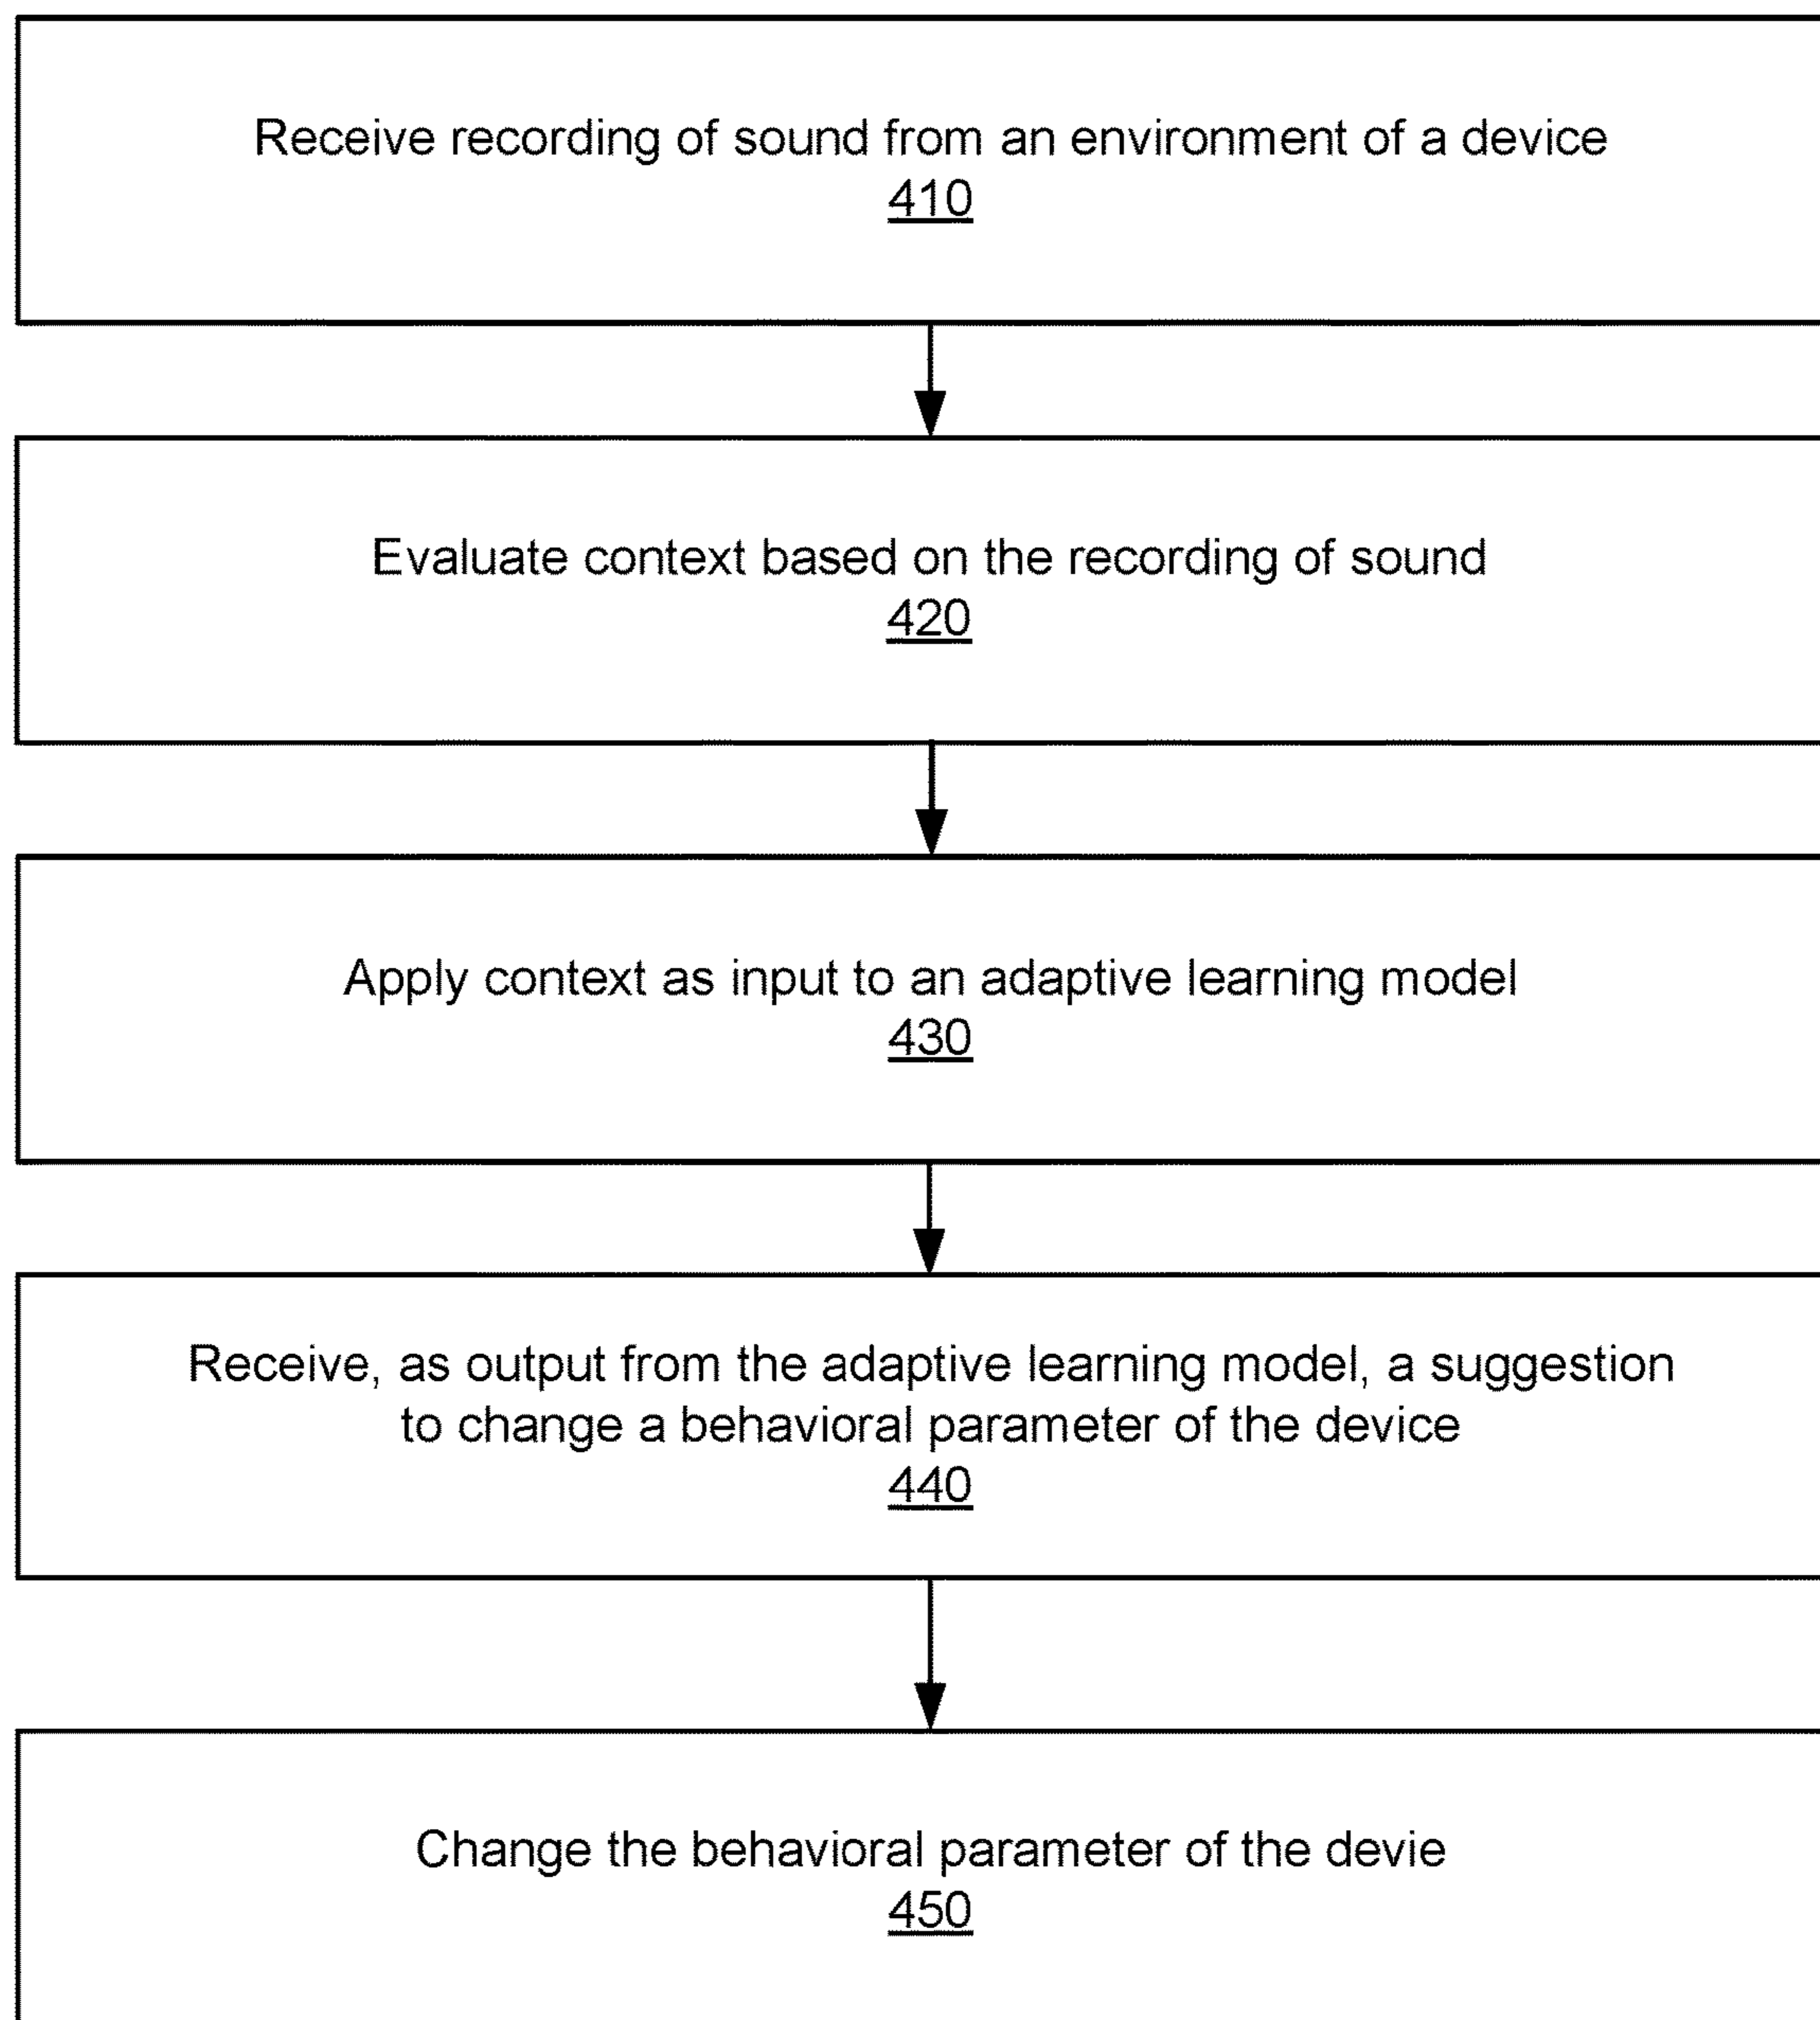 Receive recording of sound from an environment of a device
410
Evaluate context based on the recording of sound
420
Apply context as input to an adaptive learning model
430
Receive, as output from the adaptive learning model, a suggestion
to change a behavioral parameter of the device
440
Change the behavioral parameter of the devie
450